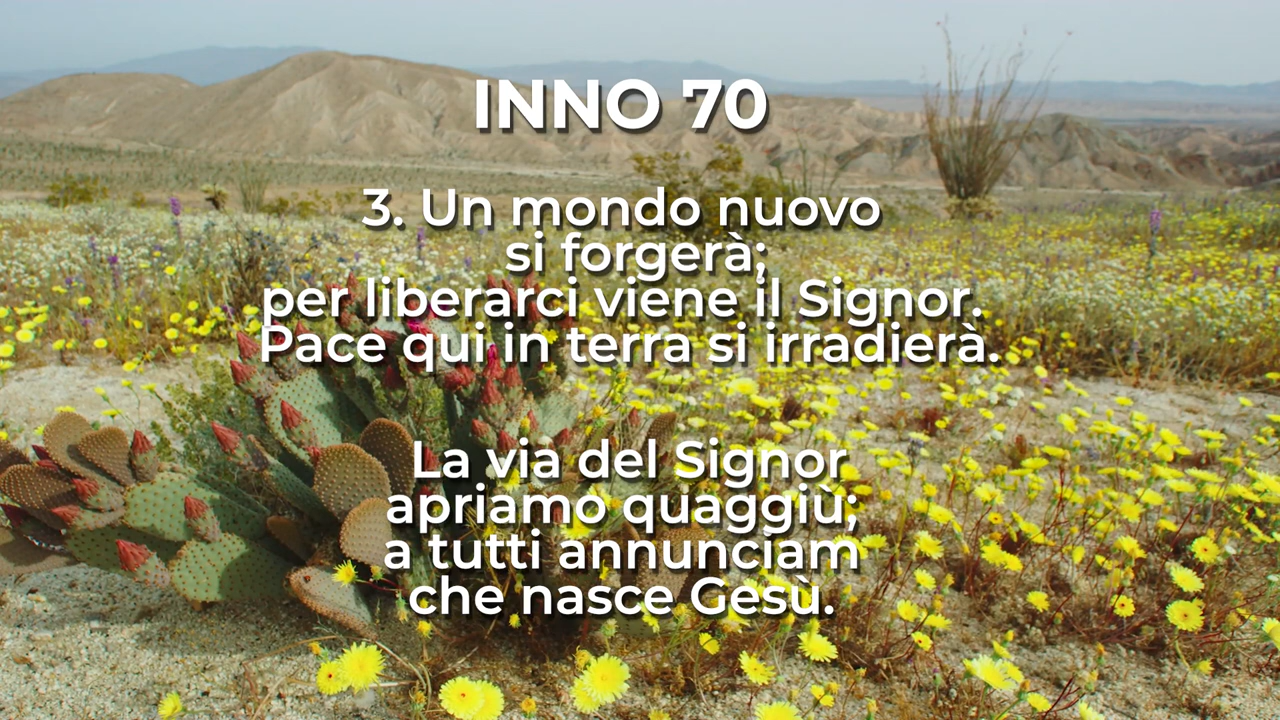 INNO 70
3. Un mondo nuovo
si forgerà;
per liberarci viene il Signor.
Pace qui in terra si irradierà.
La via del Signor
apriamo quaggiù;
a tutti annunciam
che nasce Gesù.